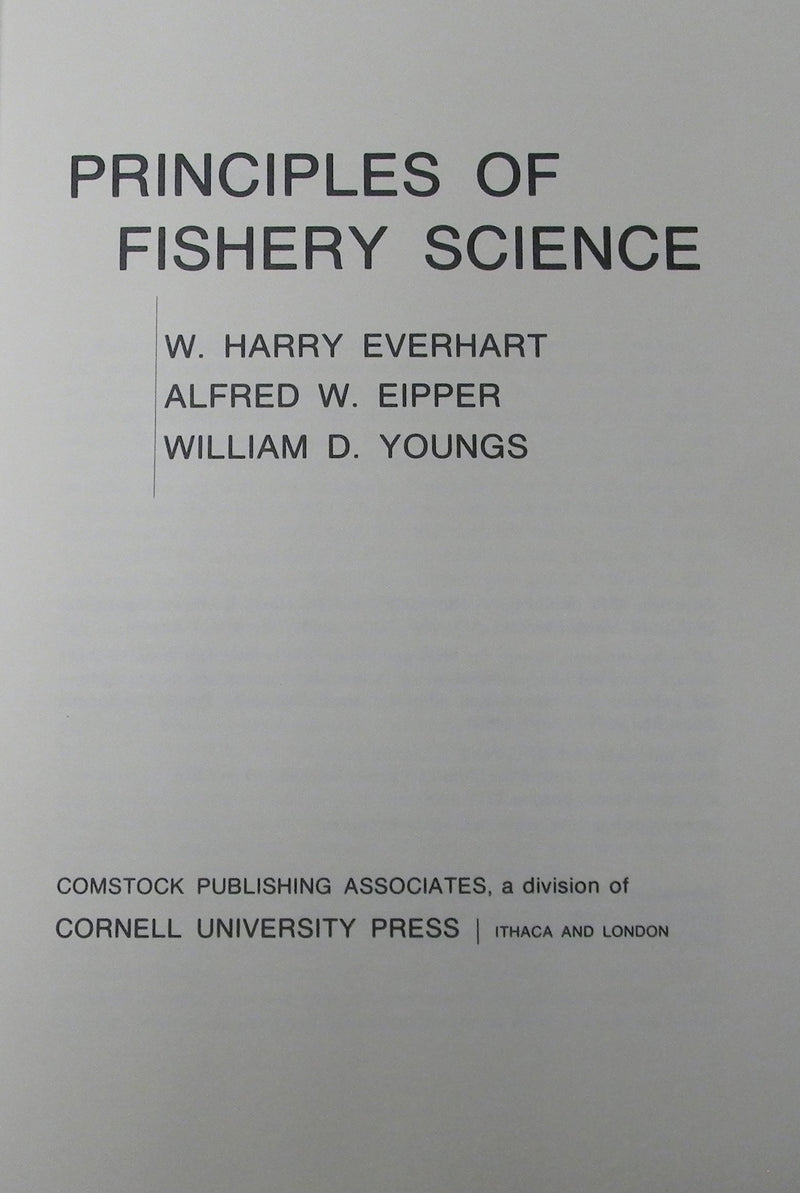 PRINCIPLES OF
FISHERY SCIENCE
W. HARRY EVERHART
ALFRED W. EIPPER
WILLIAM D. YOUNGS
COMSTOCK PUBLISHING ASSOCIATES, a division of
CORNELL UNIVERSITY PRESS | ITHACA AND LONDON